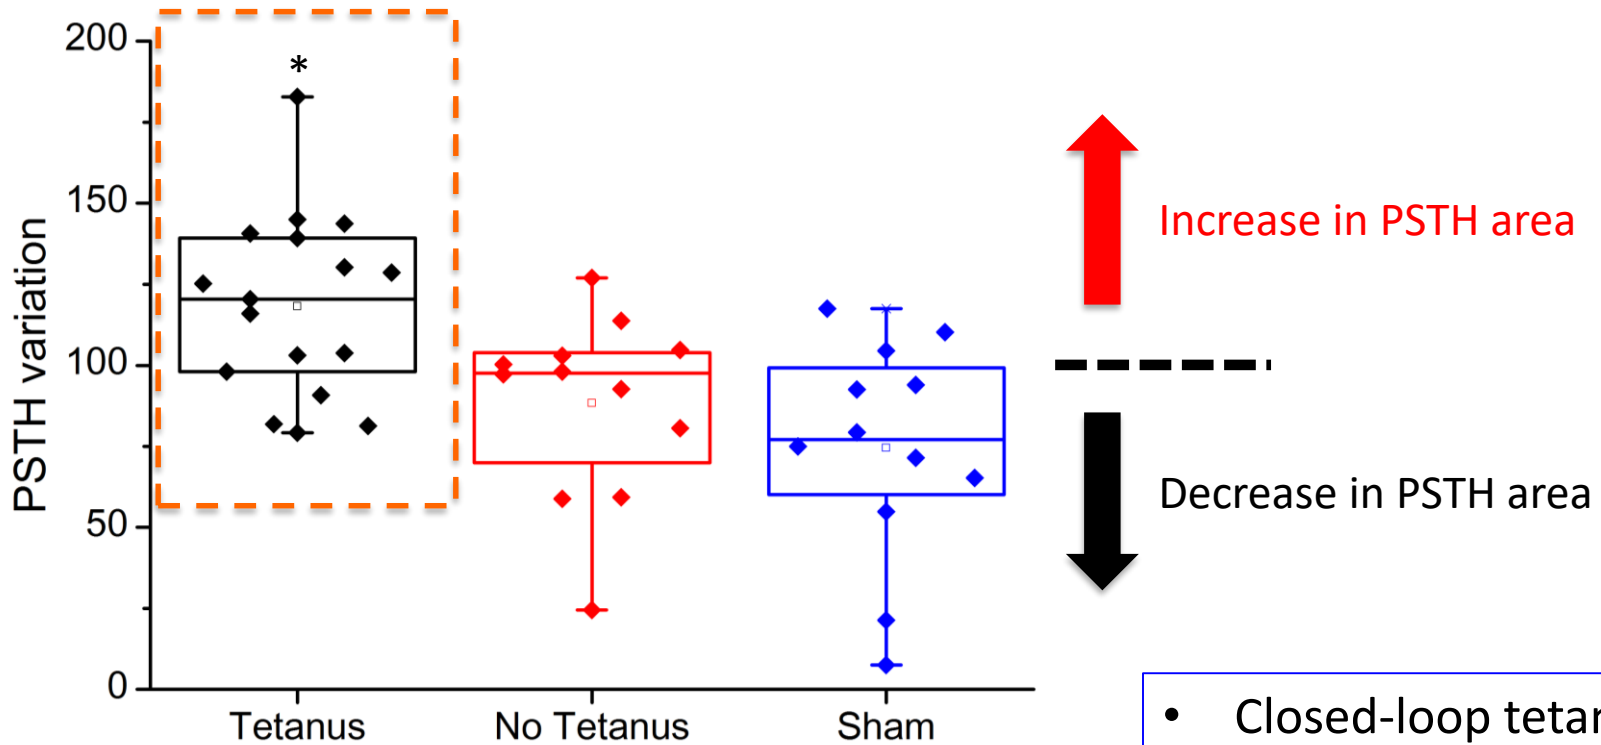 200
*
150
Increase in PSTH area
PSTH variation
100
Decrease in PSTH area
50
0
Tetanus No Tetanus Sham
• Closed-loop